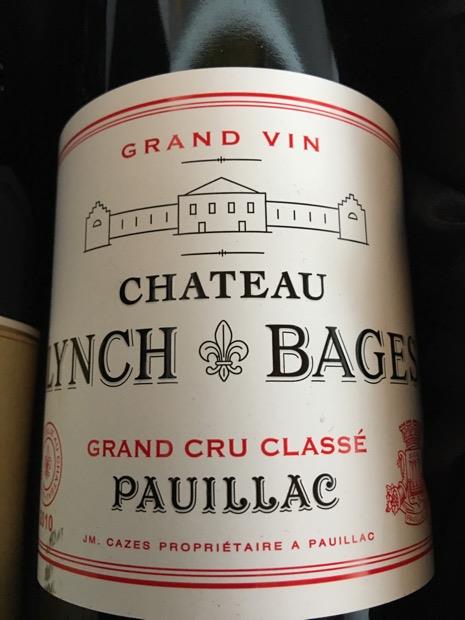 GRAND VIN
CHATEAU
LYNCH BAGES
GRAND CRU CLASSÉ
PAUILLAC
JM. CAZES PROPRIÉTAIRE A PAUILLAC